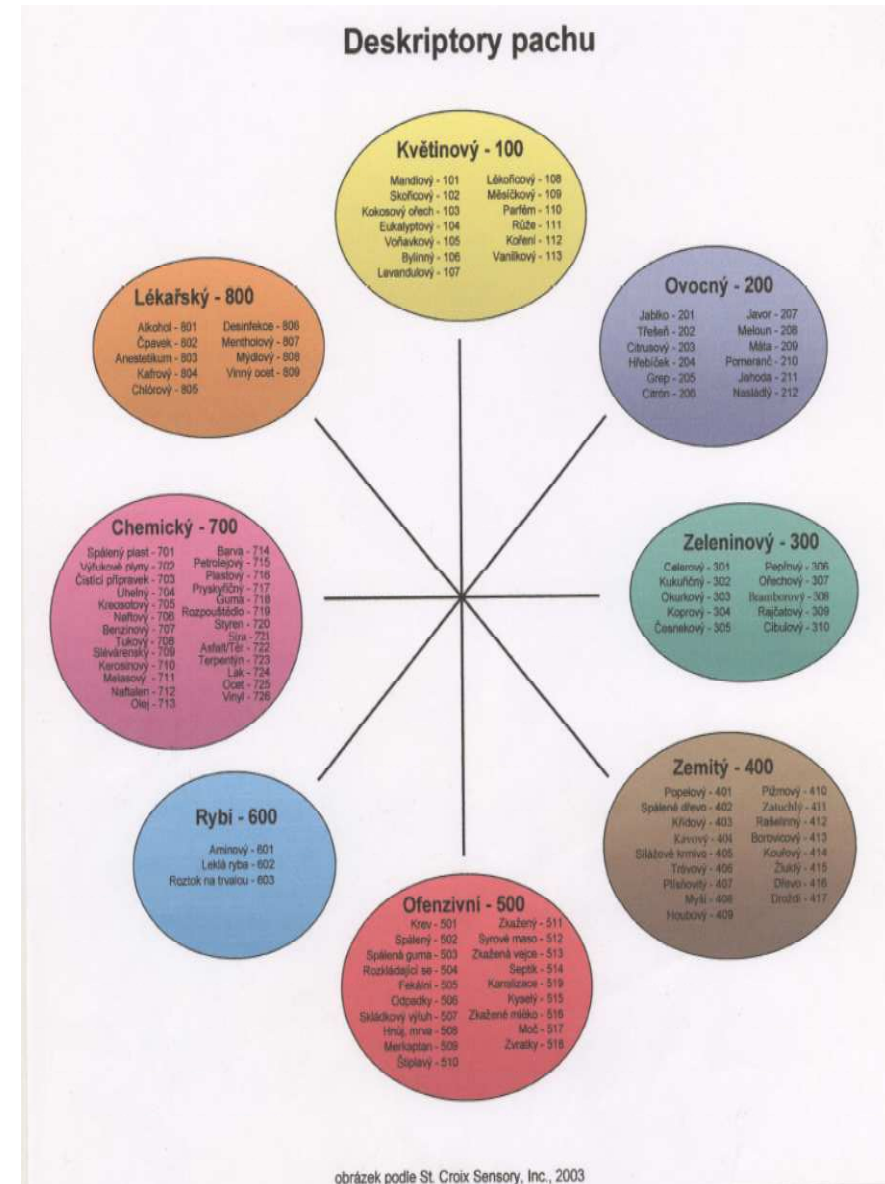 Deskriptory pachu
Květinový - 100
Mandlový - 101
Skořicový - 102
Kokosový ořech - 103
Eukalyptový - 104
Voňavkový - 105
Bylinný - 106
Levandulový - 107
Lékořicový - 108
Měsíčkový - 109
Parfém - 110
Růže - 111
Koření - 112
Vanilkový - 113
Ovocný - 200
Jablko - 201
Třešeň - 202
Citrusový - 203
Hřebíček - 204
Grep - 205
Citrón - 206
Javor - 207
Meloun - 208
Máta - 209
Pomeranč - 210
Jahoda - 211
Nasládlý - 212
Zeleninový - 300
Celerový - 301
Kukuřičný - 302
Okurkový - 303
Koprový - 304
Česnekový - 305
Pepřový - 306
Ořechový - 307
Bramborový - 308
Rajčatový - 309
Cibulový - 310
Zemitý - 400
Popelový - 401
Spálené dřevo - 402
Křídový - 403
Kávový - 404
Silážové krmivo - 405
Trávový - 406
Plísňovitý - 407
Myší - 408
Houbový - 409
Pižmový - 410
Zatuchlý - 411
Rašelinný - 412
Borovicový - 413
Kouřový - 414
Žluklý - 415
Dřevo - 416
Droždí - 417
Ofenzivní - 500
Krev - 501
Spálený - 502
Spálená guma - 503
Rozkládající se - 504
Fekální - 505
Odpadky - 506
Skládkový výluh - 507
Hnůj, mrva - 508
Merkaptan - 509
Štiplavý - 510
Zkažený - 511
Syrové maso - 512
Zkažená vejce - 513
Septik - 514
Kanalizace - 519
Kyselý - 515
Zkažené mléko - 516
Moč - 517
Zvratky - 518
Rybí - 600
Aminový - 601
Leklá ryba - 602
Roztok na trvalou - 603
Chemický - 700
Spálený plast - 701
Výfukové plyny - 702
Čistící přípravek - 703
Uhelný - 704
Kreosotový - 705
Naftový - 706
Benzinový - 707
Tukový - 708
Slévárenský - 709
Kerosinový - 710
Melasový - 711
Naftalen - 712
Olej - 713
Barva - 714
Petrolejový - 715
Plastový - 716
Pryskyřičný - 717
Guma - 718
Rozpouštědlo - 719
Styren - 720
Síra - 721
Asfalt/Tér - 722
Terpentýn - 723
Lak - 724
Ocet - 725
Vinyl - 726
Lékařský - 800
Alkohol - 801
Čpavek - 802
Anestetikum - 803
Kafrový - 804
Chlórový - 805
Desinfekce - 806
Mentholový - 807
Mýdlový - 808
Vinný ocet - 809
obrázek podle St. Croix Sensory, Inc., 2003